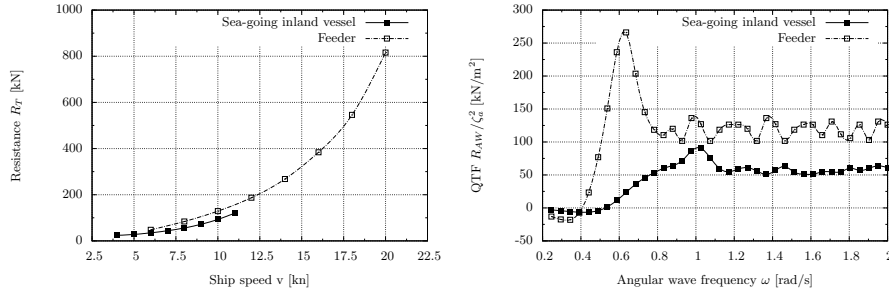 1000
800
600
400
200
0
2.5 5 7.5 10 12.5 15 17.5 20 22.5
Resistance R_T [kN]
Ship speed v [kn]
Sea-going inland vessel
Feeder
300
250
200
150
100
50
0
-50
0.2 0.4 0.6 0.8 1 1.2 1.4 1.6 1.8 2
QTF R_AW/ζ_a^2 [kN/m^2]
Angular wave frequency ω [rad/s]
Sea-going inland vessel
Feeder